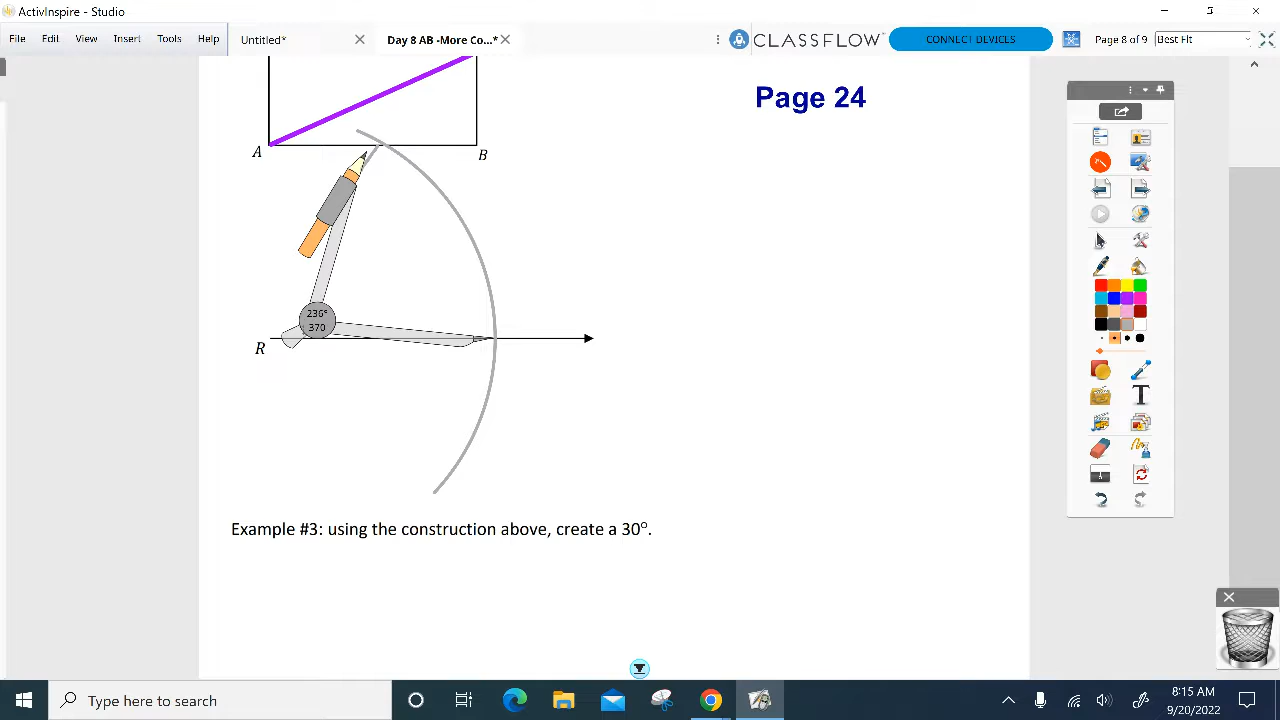 ActivInspire - Studio
File Edit View Insert Tools Help
Untitled*
Day 8 AB -More Co...*
CLASSFLOW
CONNECT DEVICES
Page 8 of 9
Best Fit
Page 24
A
B
236°
370
R
Example #3: using the construction above, create a 30°.
T
Type here to search
8:15 AM
9/20/2022